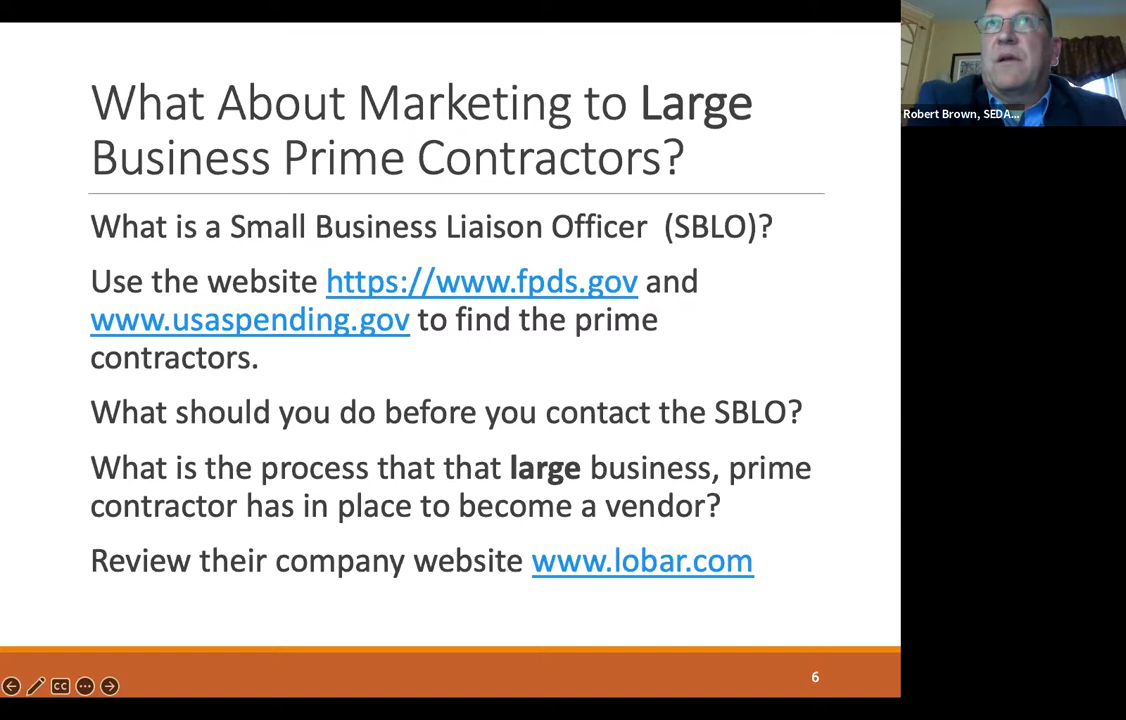 What About Marketing to Large
Business Prime Contractors?
What is a Small Business Liaison Officer (SBLO)?
Use the website https://www.fpds.gov and
www.usaspending.gov to find the prime
contractors.
What should you do before you contact the SBLO?
What is the process that that large business, prime
contractor has in place to become a vendor?
Review their company website www.lobar.com
6
CC
Robert Brown, SEDA...